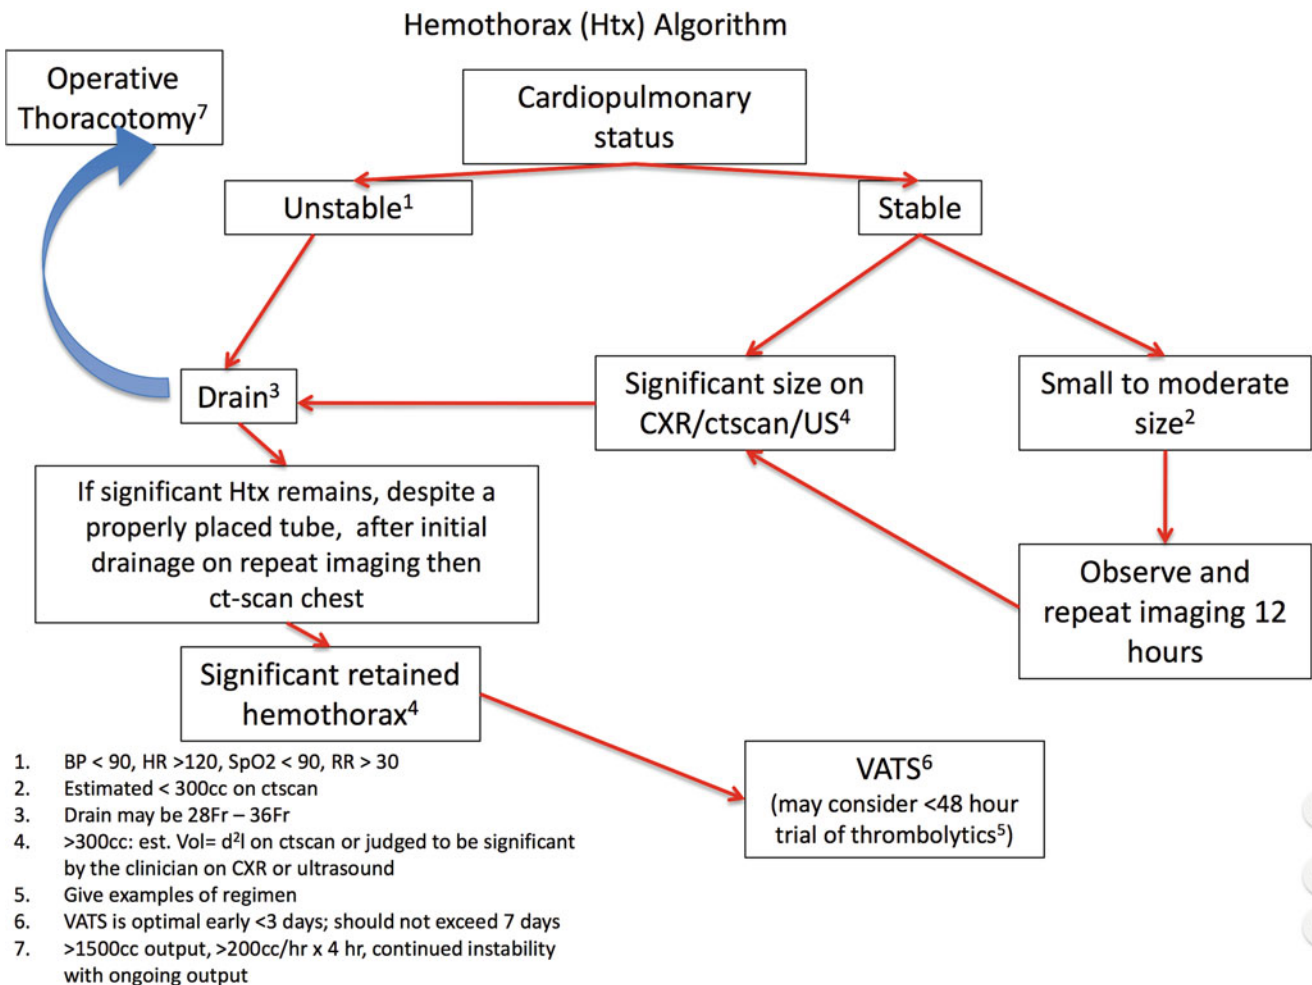 Hemothorax (Htx) Algorithm
Operative
Thoracotomy⁷
Cardiopulmonary
status
Unstable¹
Stable
Drain³
Significant size on
CXR/ctscan/US⁴
Small to moderate
size²
If significant Htx remains, despite a
properly placed tube, after initial
drainage on repeat imaging then
ct-scan chest
Observe and
repeat imaging 12
hours
Significant retained
hemothorax⁴
VATS⁶
(may consider <48 hour
trial of thrombolytics⁵)
1. BP < 90, HR >120, SpO2 < 90, RR > 30
2. Estimated < 300cc on ctscan
3. Drain may be 28Fr – 36Fr
4. >300cc: est. Vol= d²l on ctscan or judged to be significant
by the clinician on CXR or ultrasound
5. Give examples of regimen
6. VATS is optimal early <3 days; should not exceed 7 days
7. >1500cc output, >200cc/hr x 4 hr, continued instability
with ongoing output